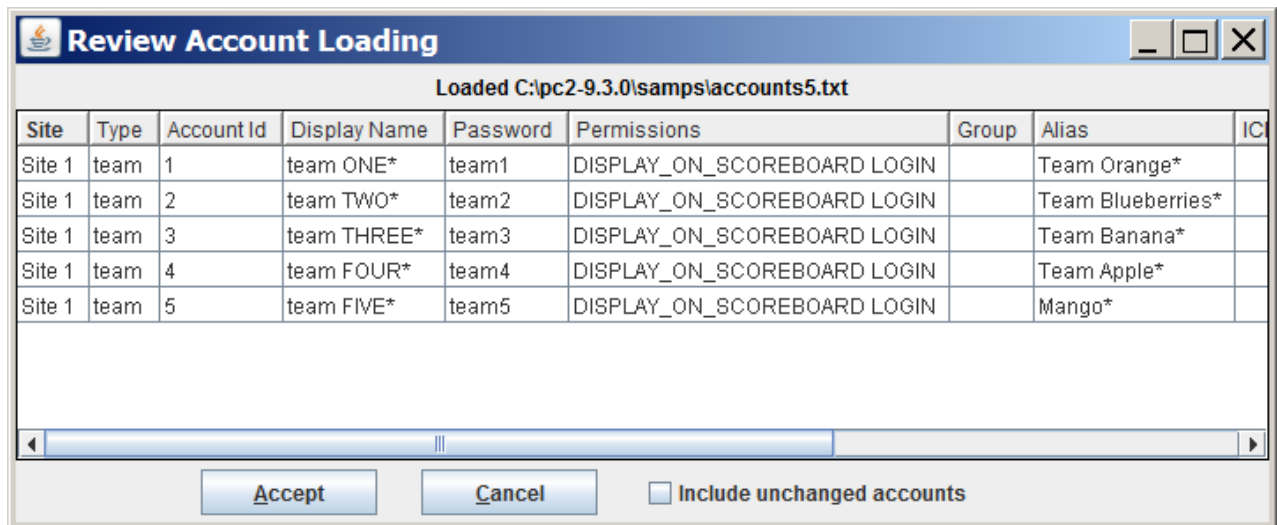 Review Account Loading
Loaded C:\pc2-9.3.0\samps\accounts5.txt
Site Type Account Id Display Name Password Permissions Group Alias
Site 1 team 1 team ONE* team1 DISPLAY_ON_SCOREBOARD LOGIN Team Orange*
Site 1 team 2 team TWO* team2 DISPLAY_ON_SCOREBOARD LOGIN Team Blueberries*
Site 1 team 3 team THREE* team3 DISPLAY_ON_SCOREBOARD LOGIN Team Banana*
Site 1 team 4 team FOUR* team4 DISPLAY_ON_SCOREBOARD LOGIN Team Apple*
Site 1 team 5 team FIVE* team5 DISPLAY_ON_SCOREBOARD LOGIN Mango*
Accept Cancel Include unchanged accounts